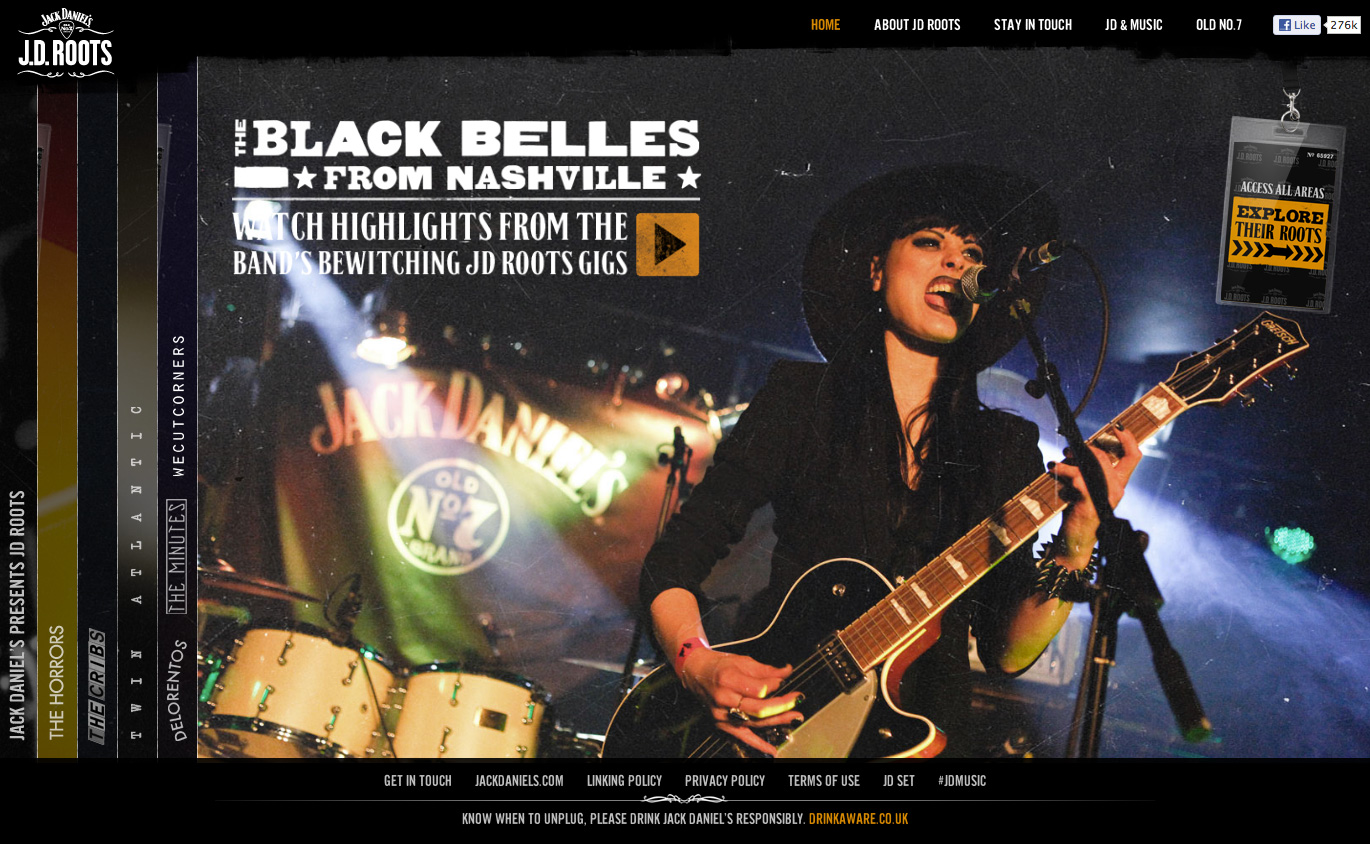 JACK DANIEL'S
J.D. ROOTS
HOME
ABOUT JD ROOTS
STAY IN TOUCH
JD & MUSIC
OLD NO.7
Like
276k
THE BLACK BELLES
FROM NASHVILLE
WATCH HIGHLIGHTS FROM THE
BAND'S BEWITCHING JD ROOTS GIGS
Nº 65927
ACCESS ALL AREAS
EXPLORE
THEIR ROOTS
GRETSCH
JACK DANIEL'S
OLD
No. 7
BRAND
JACK DANIEL'S PRESENTS JD ROOTS
THE HORRORS
THE CRIBS
TWIN ATLANTIC
WECUTCORNERS
THE MINUTES
DELORENTOS
GET IN TOUCH
JACKDANIELS.COM
LINKING POLICY
PRIVACY POLICY
TERMS OF USE
JD SET
#JDMUSIC
KNOW WHEN TO UNPLUG, PLEASE DRINK JACK DANIEL'S RESPONSIBLY. DRINKAWARE.CO.UK